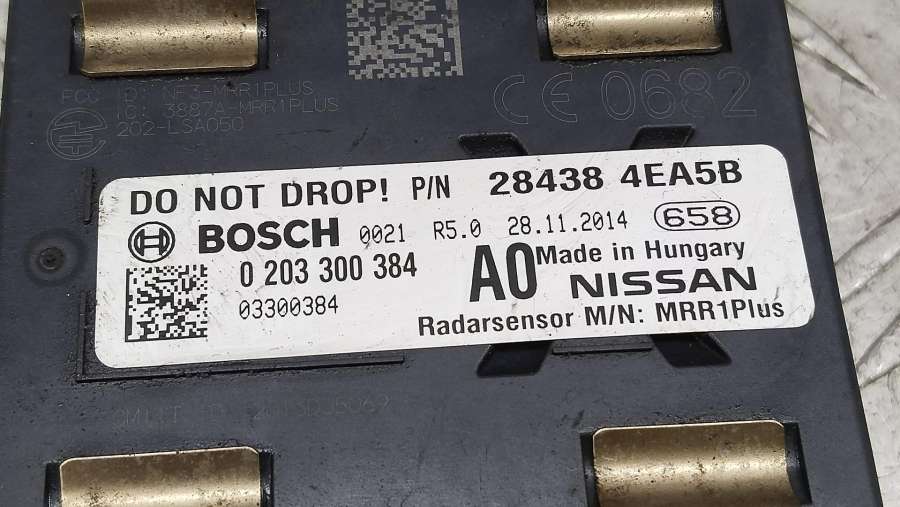 FCC ID: NF3-MRR1PLUS
IC: 3887A-MRR1PLUS
202-LSA050
CE 0682
DO NOT DROP! P/N 28438 4EA5B
BOSCH 0021 R5.0 28.11.2014 658
0 203 300 384 A0 Made in Hungary
03300384 NISSAN
Radarsensor M/N: MRR1Plus